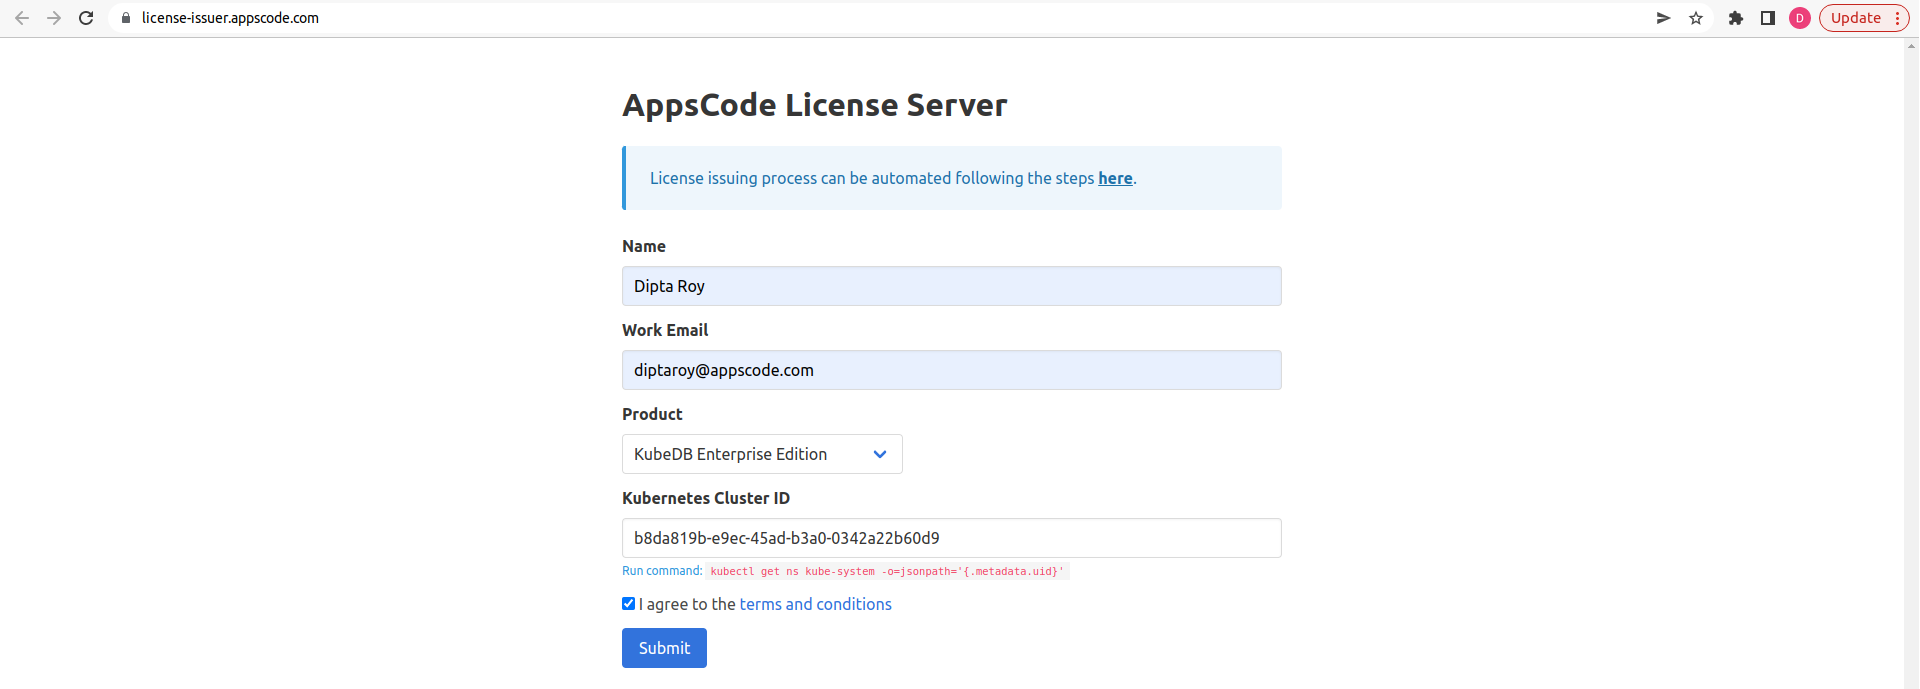 license-issuer.appscode.com
D
Update
AppsCode License Server
License issuing process can be automated following the steps here.
Name
Dipta Roy
Work Email
diptaroy@appscode.com
Product
KubeDB Enterprise Edition
Kubernetes Cluster ID
b8da819b-e9ec-45ad-b3a0-0342a22b60d9
Run command: kubectl get ns kube-system -o=jsonpath='{.metadata.uid}'
I agree to the terms and conditions
Submit